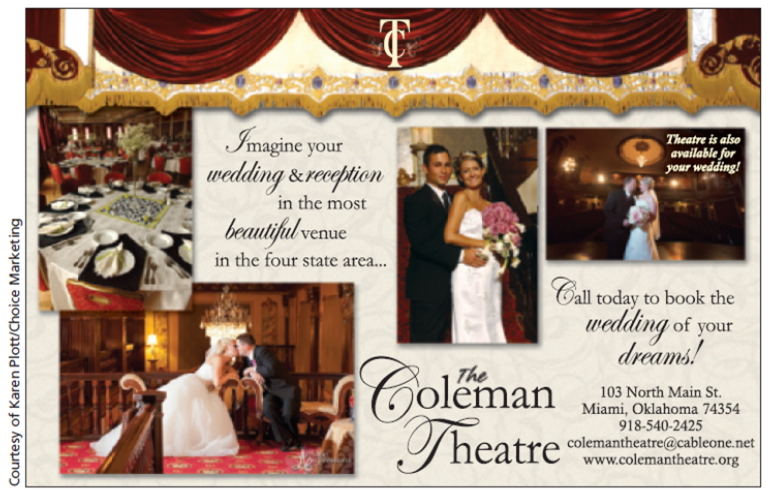 TC
Imagine your
wedding & reception
in the most
beautiful venue
in the four state area...
Theatre is also
available for
your wedding!
Call today to book the
wedding of your
dreams!
The
Coleman
Theatre
103 North Main St.
Miami, Oklahoma 74354
918-540-2425
colemantheatre@cableone.net
www.colemantheatre.org
Courtesy of Karen Plott/Choice Marketing